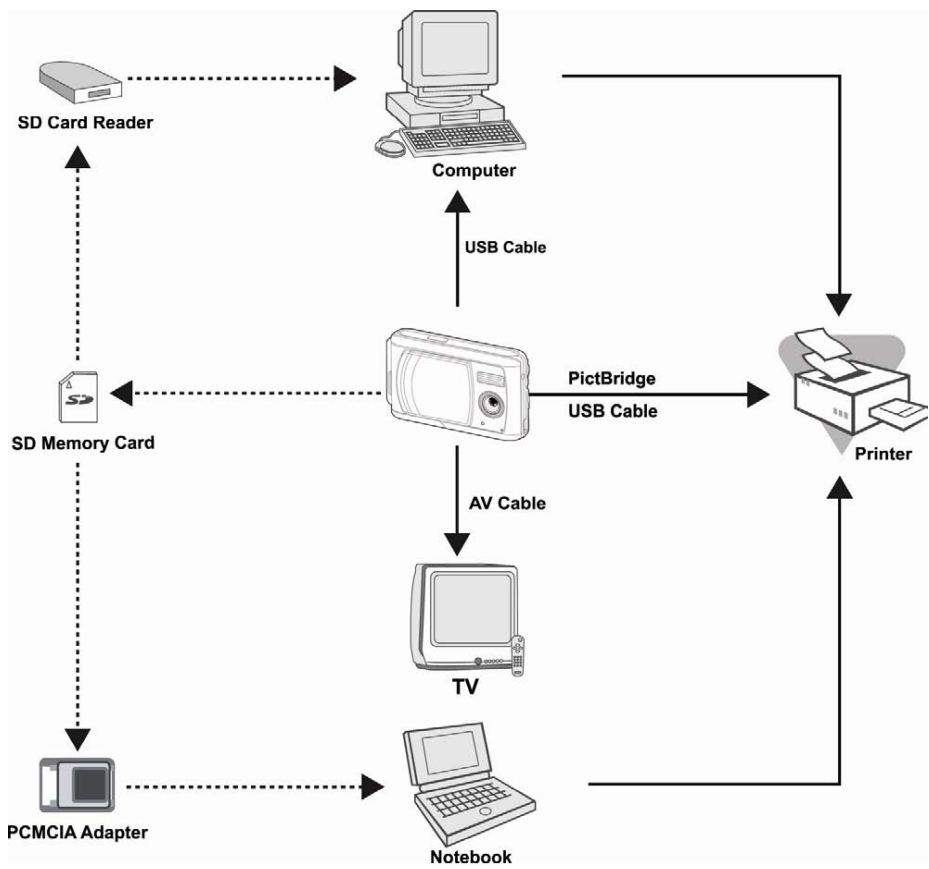 SD Card Reader
Computer
USB Cable
PictBridge
USB Cable
SD
SD Memory Card
Printer
AV Cable
TV
PCMCIA Adapter
Notebook